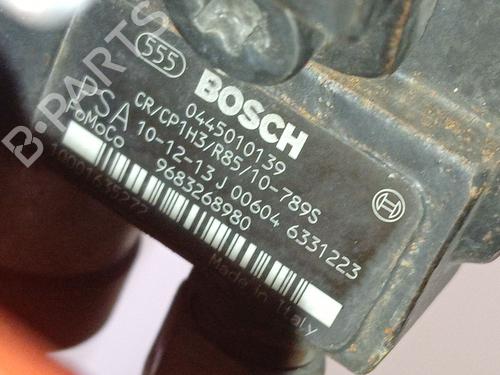 B-PARTS
555
BOSCH
0445010139
CR/CP1H3/R85/10-789S
PSA 10-12-13 J 00604 6331223
FoMoCo 9683268980
Made in Italy